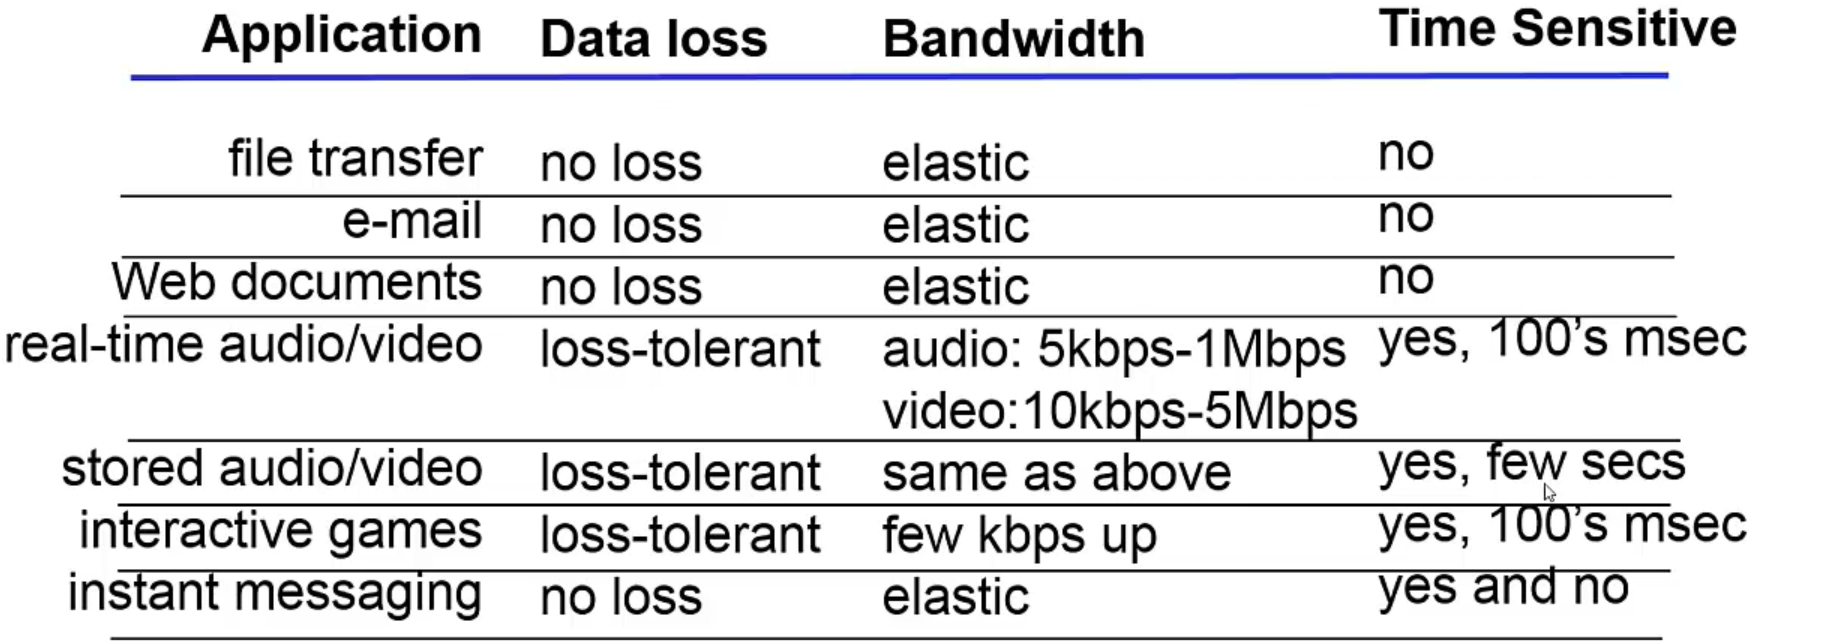 Application Data loss Bandwidth Time Sensitive
file transfer no loss elastic no
e-mail no loss elastic no
Web documents no loss elastic no
real-time audio/video loss-tolerant audio: 5kbps-1Mbps yes, 100’s msec
video:10kbps-5Mbps
stored audio/video loss-tolerant same as above yes, few secs
interactive games loss-tolerant few kbps up yes, 100’s msec
instant messaging no loss elastic yes and no